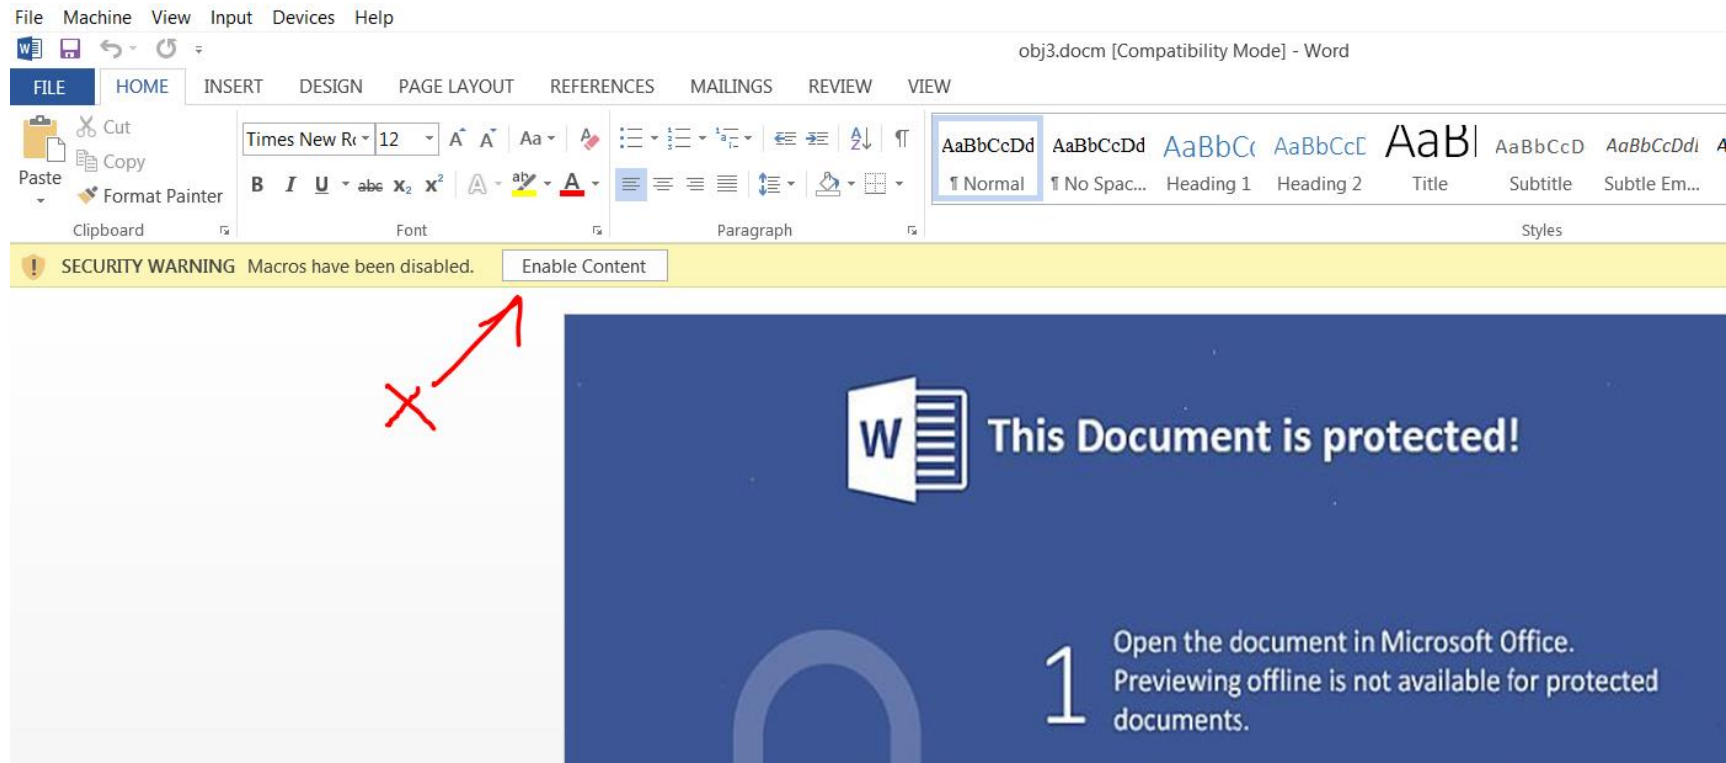 File Machine View Input Devices Help
obj3.docm [Compatibility Mode] - Word
FILE HOME INSERT DESIGN PAGE LAYOUT REFERENCES MAILINGS REVIEW VIEW
Cut
Copy
Paste
Format Painter
Clipboard
Times New Ro 12 Aa
B I U abc X₂ X² A ab A
Font
Paragraph
AaBbCcDd AaBbCcDd AaBbCc AaBbCcD AaBl AaBbCcD AaBbCcDdl A
¶ Normal ¶ No Spac... Heading 1 Heading 2 Title Subtitle Subtle Em...
Styles
! SECURITY WARNING Macros have been disabled. Enable Content
X
W This Document is protected!
1
Open the document in Microsoft Office.
Previewing offline is not available for protected
documents.